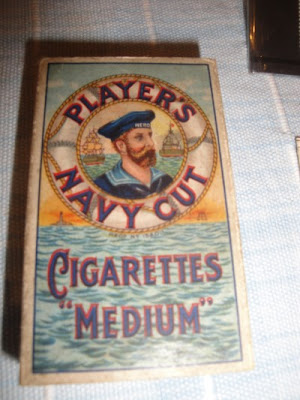 PLAYER'S
NAVY CUT
CIGARETTES
"MEDIUM"